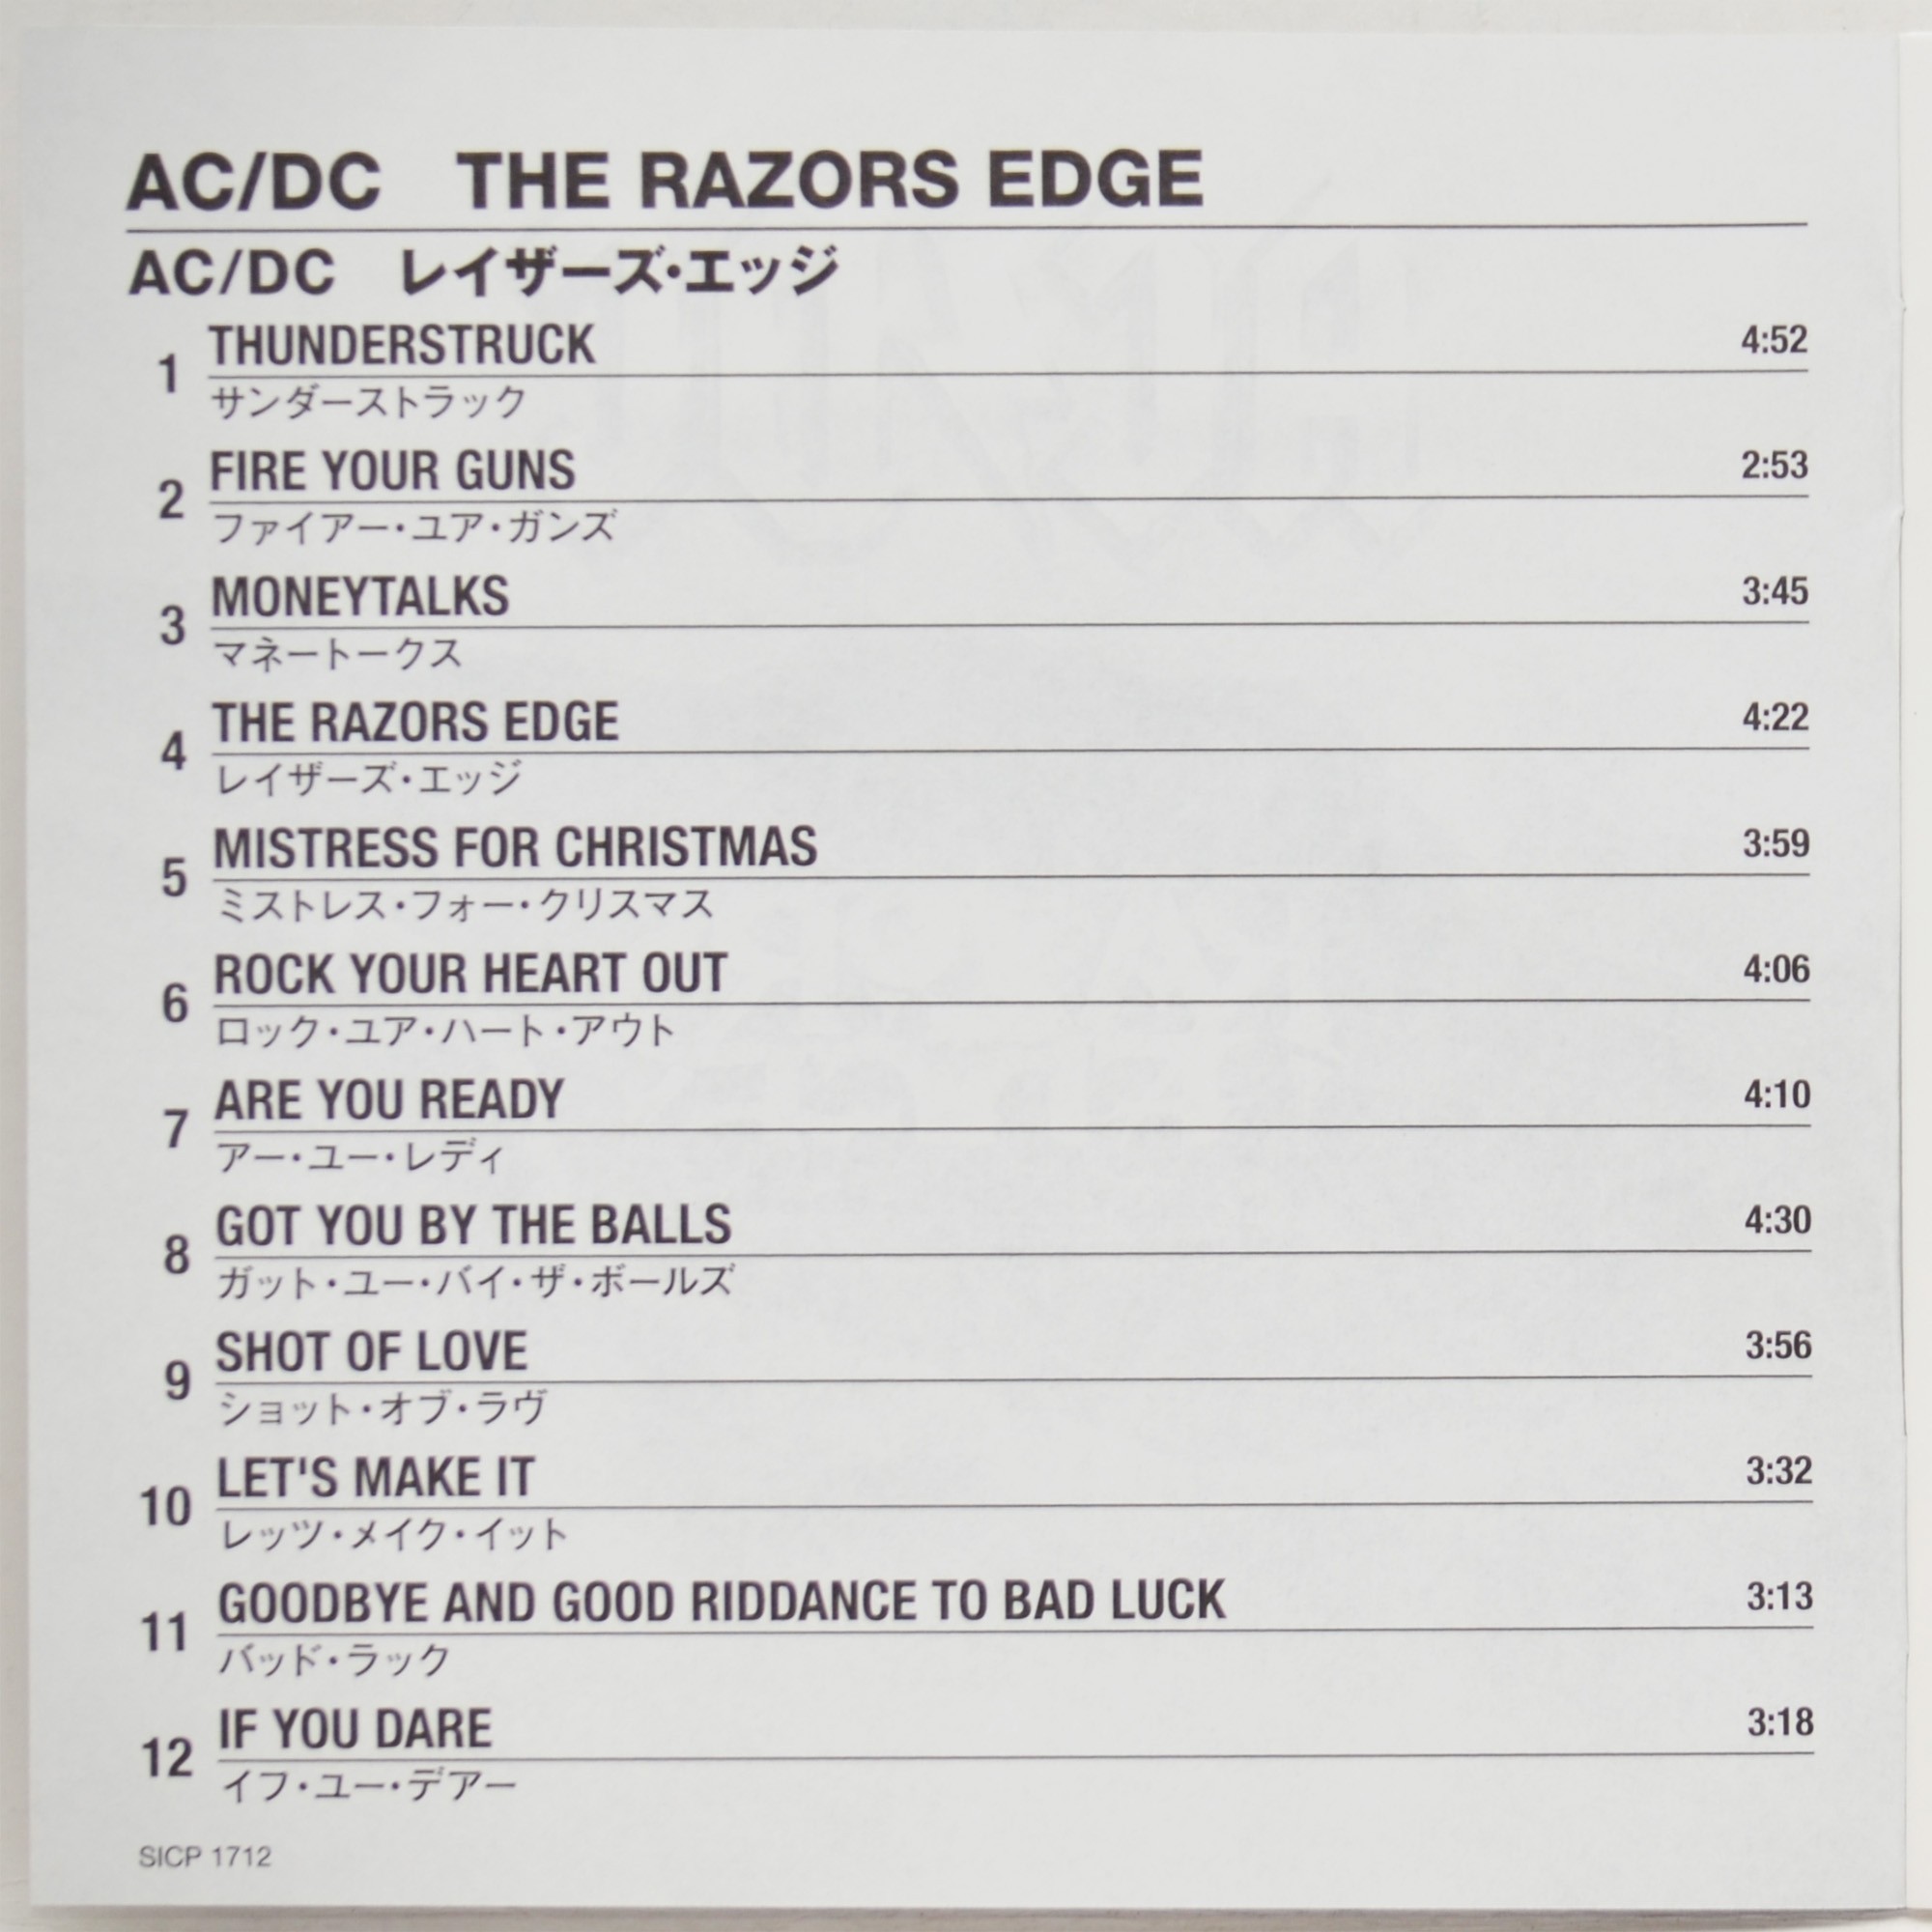 AC/DC THE RAZORS EDGE
AC/DC レイザーズ・エッジ
1 THUNDERSTRUCK 4:52
サンダーストラック
2 FIRE YOUR GUNS 2:53
ファイアー・ユア・ガンズ
3 MONEYTALKS 3:45
マネートークス
4 THE RAZORS EDGE 4:22
レイザーズ・エッジ
5 MISTRESS FOR CHRISTMAS 3:59
ミストレス・フォー・クリスマス
6 ROCK YOUR HEART OUT 4:06
ロック・ユア・ハート・アウト
7 ARE YOU READY 4:10
アー・ユー・レディ
8 GOT YOU BY THE BALLS 4:30
ガット・ユー・バイ・ザ・ボールズ
9 SHOT OF LOVE 3:56
ショット・オブ・ラヴ
10 LET'S MAKE IT 3:32
レッツ・メイク・イット
11 GOODBYE AND GOOD RIDDANCE TO BAD LUCK 3:13
バッド・ラック
12 IF YOU DARE 3:18
イフ・ユー・デアー
SICP 1712